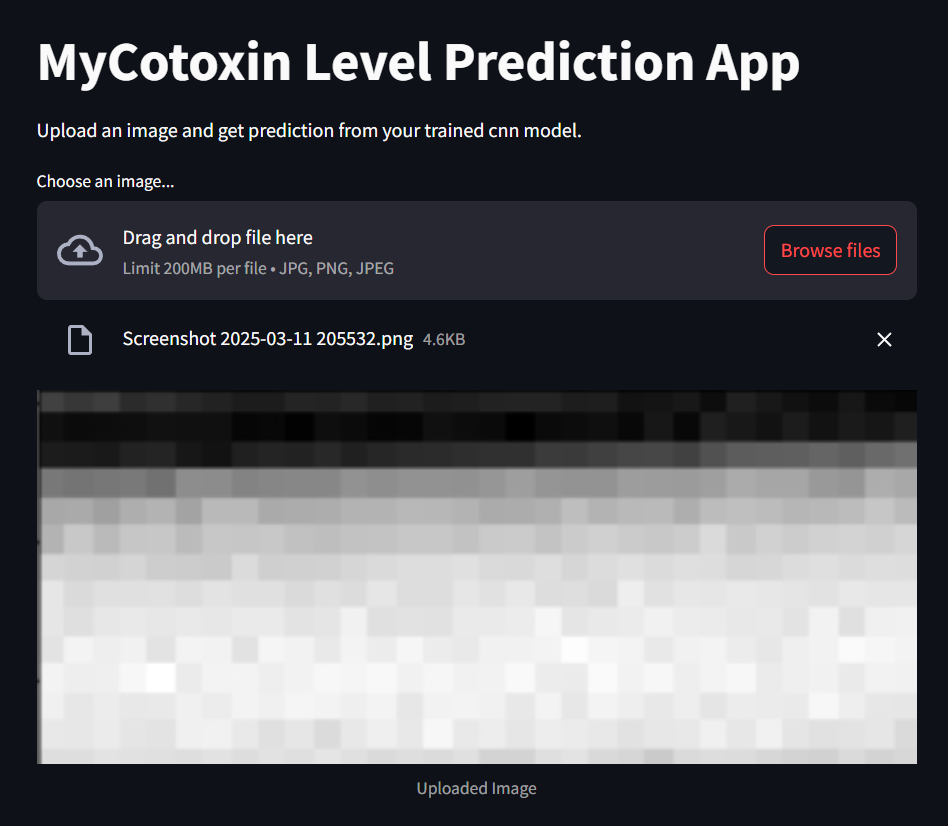 MyCotoxin Level Prediction App
Upload an image and get prediction from your trained cnn model.
Choose an image...
Drag and drop file here
Limit 200MB per file • JPG, PNG, JPEG
Browse files
Screenshot 2025-03-11 205532.png 4.6KB
Uploaded Image